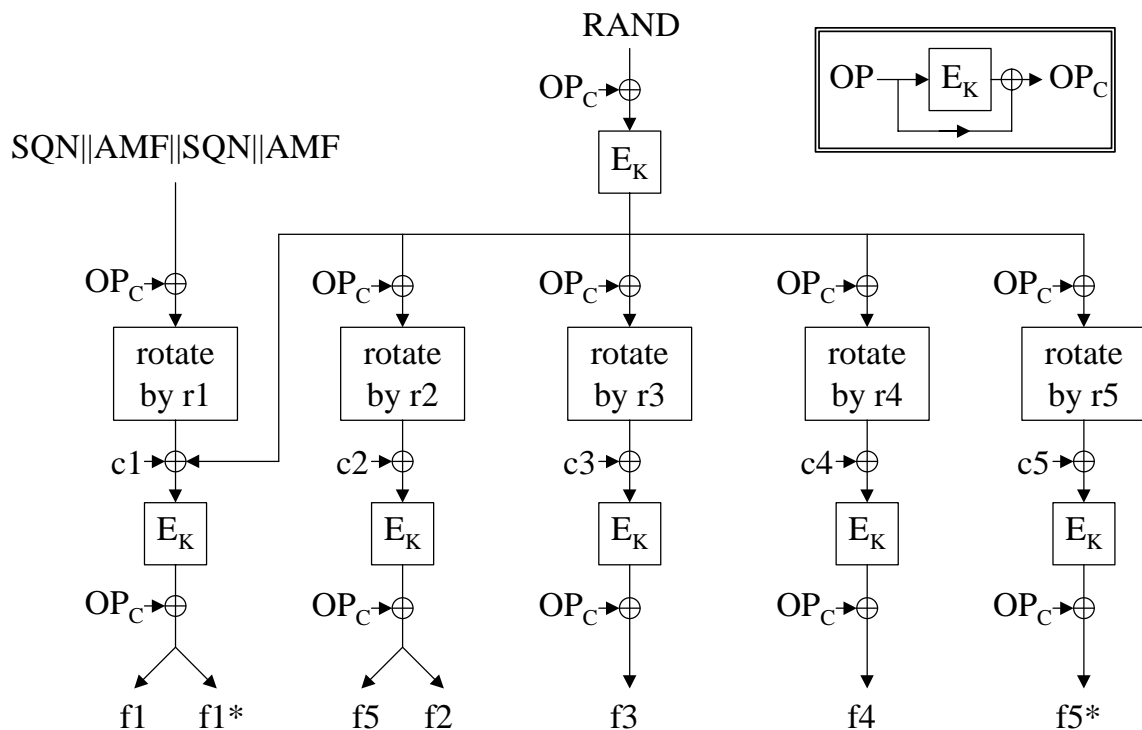 RAND
OP E_K OP_C
OP_C
SQN||AMF||SQN||AMF
E_K
OP_C OP_C OP_C OP_C OP_C
rotate rotate rotate rotate rotate
by r1 by r2 by r3 by r4 by r5
c1 c2 c3 c4 c5
E_K E_K E_K E_K E_K
OP_C OP_C OP_C OP_C OP_C
f1 f1* f5 f2 f3 f4 f5*